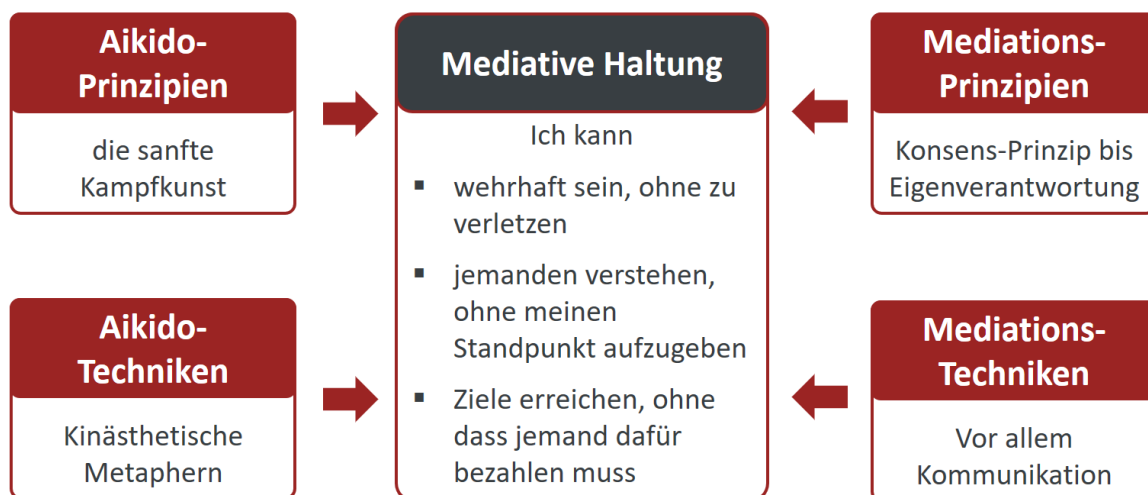 Aikido-
Prinzipien
die sanfte
Kampfkunst
Aikido-
Techniken
Kinästhetische
Metaphern
Mediative Haltung
Ich kann
▪ wehrhaft sein, ohne zu
verletzen
▪ jemanden verstehen,
ohne meinen
Standpunkt aufzugeben
▪ Ziele erreichen, ohne
dass jemand dafür
bezahlen muss
Mediations-
Prinzipien
Konsens-Prinzip bis
Eigenverantwortung
Mediations-
Techniken
Vor allem
Kommunikation